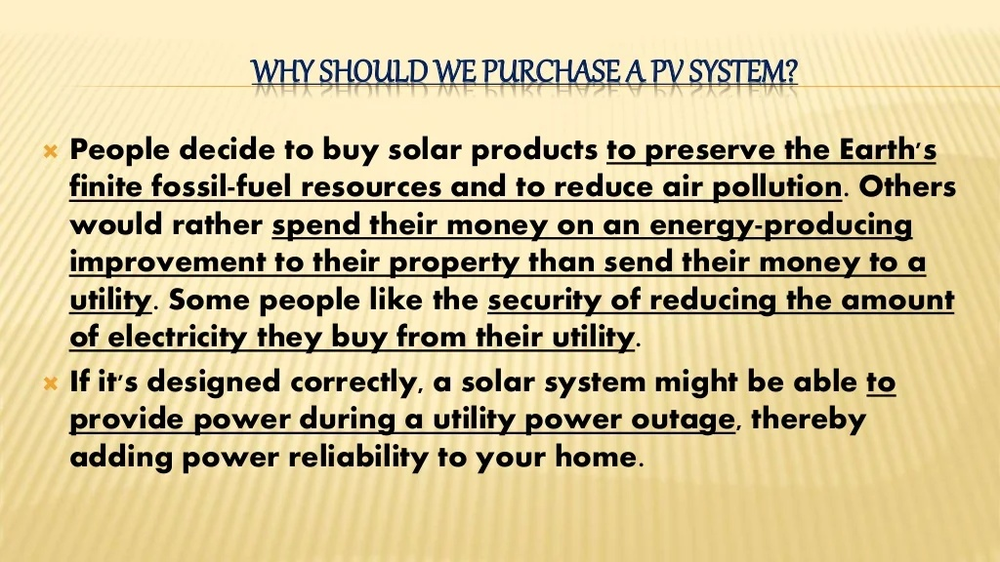 WHY SHOULD WE PURCHASE A PV SYSTEM?
People decide to buy solar products to preserve the Earth's
finite fossil-fuel resources and to reduce air pollution. Others
would rather spend their money on an energy-producing
improvement to their property than send their money to a
utility. Some people like the security of reducing the amount
of electricity they buy from their utility.
If it's designed correctly, a solar system might be able to
provide power during a utility power outage, thereby
adding power reliability to your home.